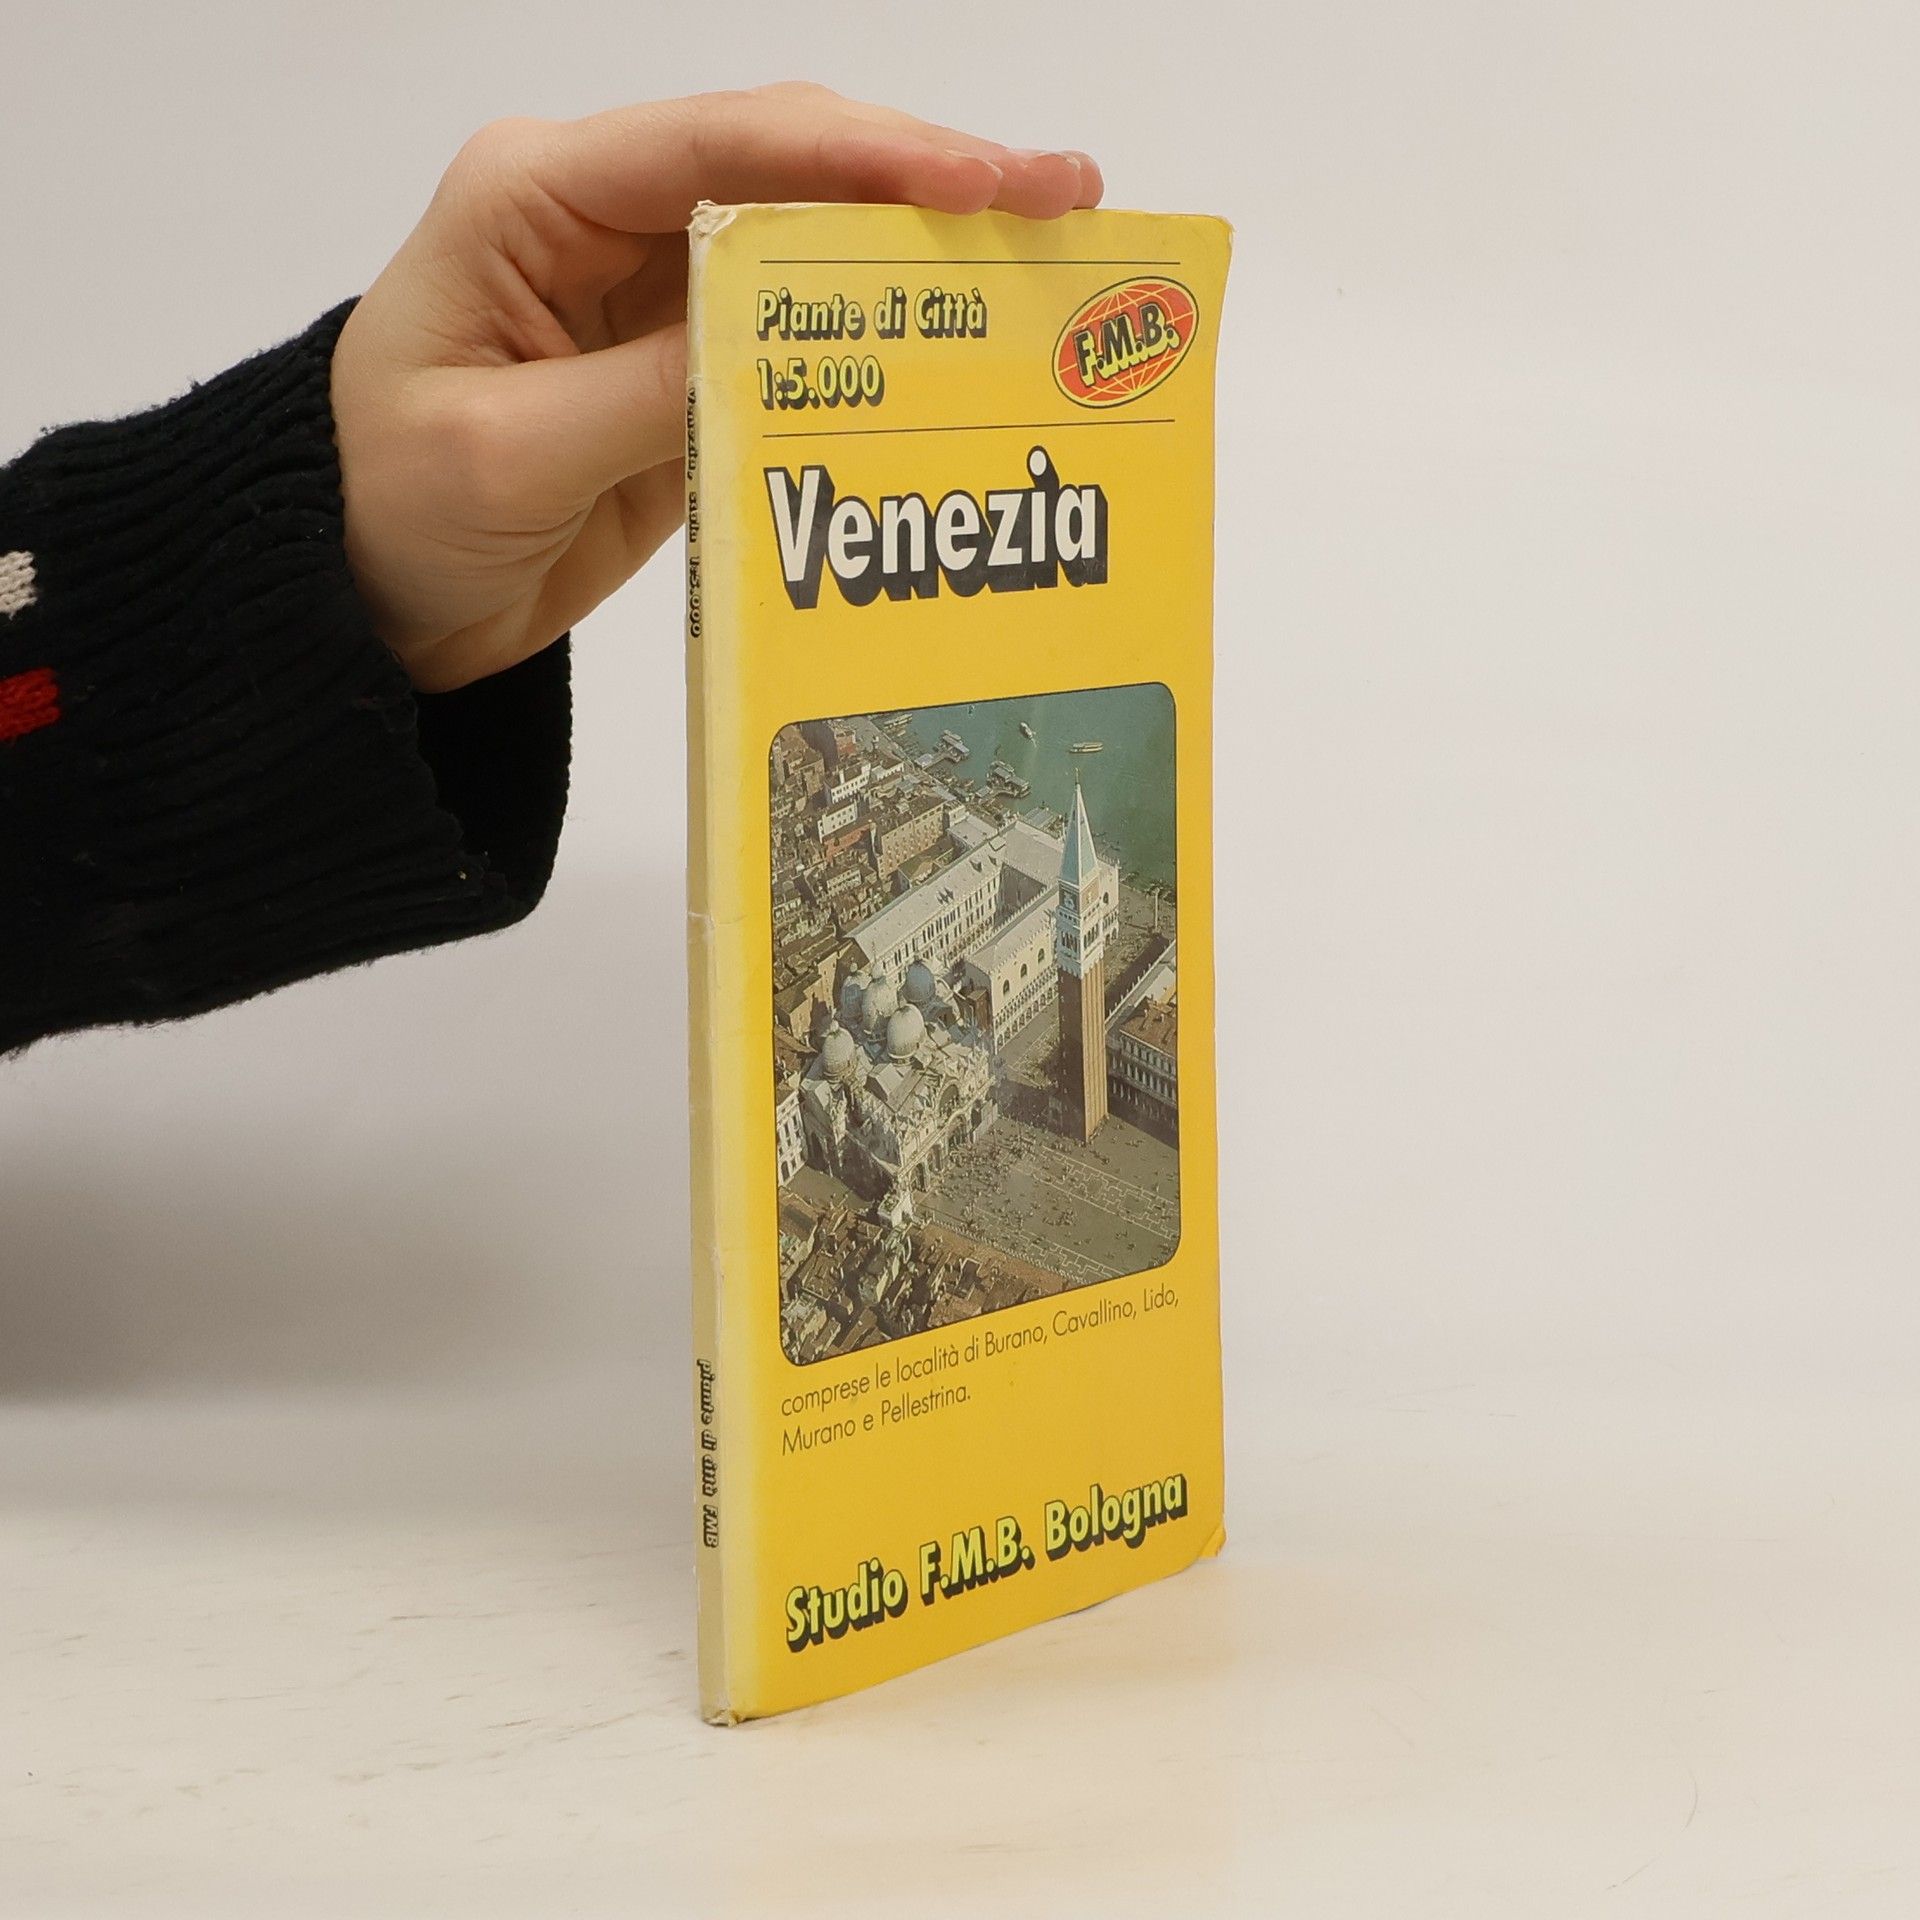 Piante di Città
1:5.000
F.M.B.
Venezia
comprese le località di Burano, Cavallino, Lido,
Murano e Pellestrina.
Studio F.M.B. Bologna
Venezia, scala 1:5.000
piante di città FMB